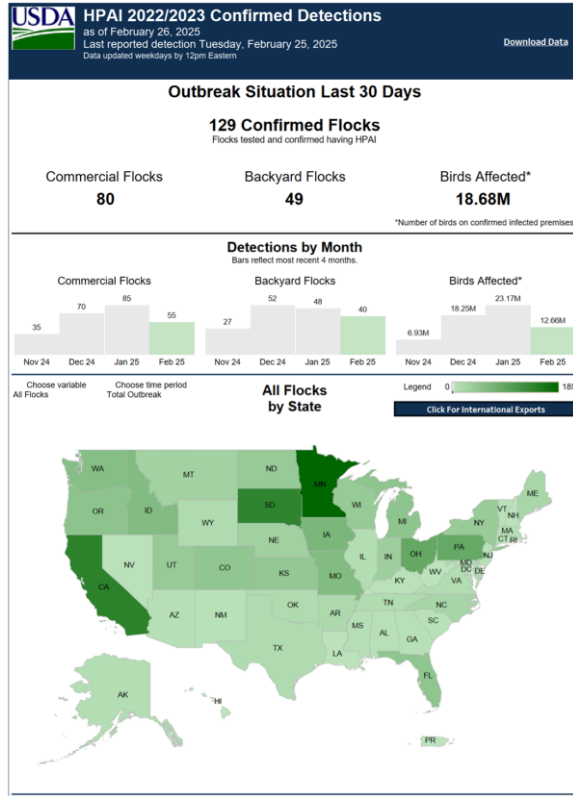 USDA
HPAI 2022/2023 Confirmed Detections
as of February 26, 2025
Last reported detection Tuesday, February 25, 2025
Data updated weekdays by 12pm Eastern
Download Data
Outbreak Situation Last 30 Days
129 Confirmed Flocks
Flocks tested and confirmed having HPAI
Commercial Flocks
80
Backyard Flocks
49
Birds Affected*
18.68M
*Number of birds on confirmed infected premises
Detections by Month
Bars reflect most recent 4 months.
Commercial Flocks
35
70
85
55
Nov 24
Dec 24
Jan 25
Feb 25
Backyard Flocks
27
52
48
40
Nov 24
Dec 24
Jan 25
Feb 25
Birds Affected*
6.93M
18.25M
23.17M
12.66M
Nov 24
Dec 24
Jan 25
Feb 25
Choose variable
All Flocks
Choose time period
Total Outbreak
All Flocks
by State
Legend
0
Click For International Exports
WA
MT
ND
MN
OR
ID
WY
SD
WI
MI
NY
VT
NH
ME
MA
CT
RI
NE
IA
PA
NJ
CA
NV
UT
CO
KS
MO
IL
IN
OH
WV
MD
DC
DE
VA
KY
AZ
NM
OK
AR
TN
NC
SC
TX
LA
MS
AL
GA
FL
AK
HI
PR